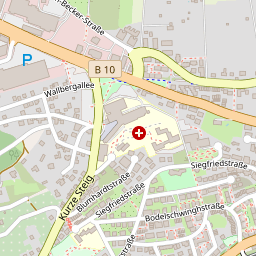 -Becker-Straße
P
B 10
Wallbergallee
Siegfriedstraße
Kurze Steig
Blumhardtstraße
Siegfriedstraße
Bodelschwinghstraße